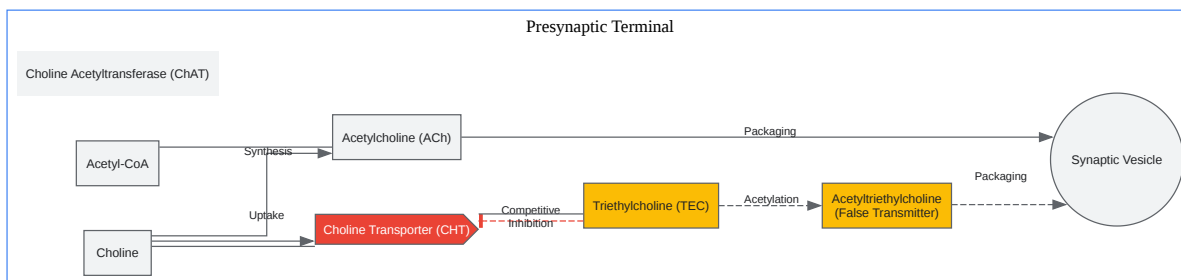 Presynaptic Terminal
Choline Acetyltransferase (ChAT)
Acetyl-CoA
Synthesis
Acetylcholine (ACh)
Packaging
Synaptic Vesicle
Choline
Uptake
Choline Transporter (CHT)
Competitive
Inhibition
Triethylcholine (TEC)
Acetylation
Acetyltriethylcholine
(False Transmitter)
Packaging